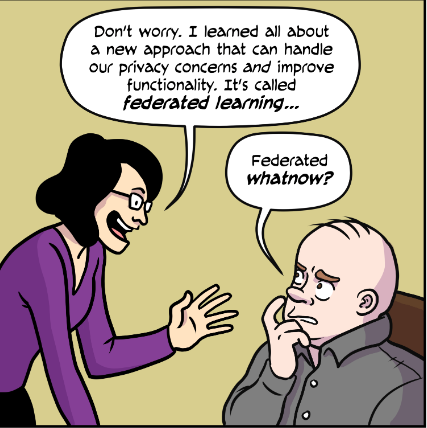 Don't worry. I learned all about
a new approach that can handle
our privacy concerns and improve
functionality. It's called
federated learning...
Federated
whatnow?